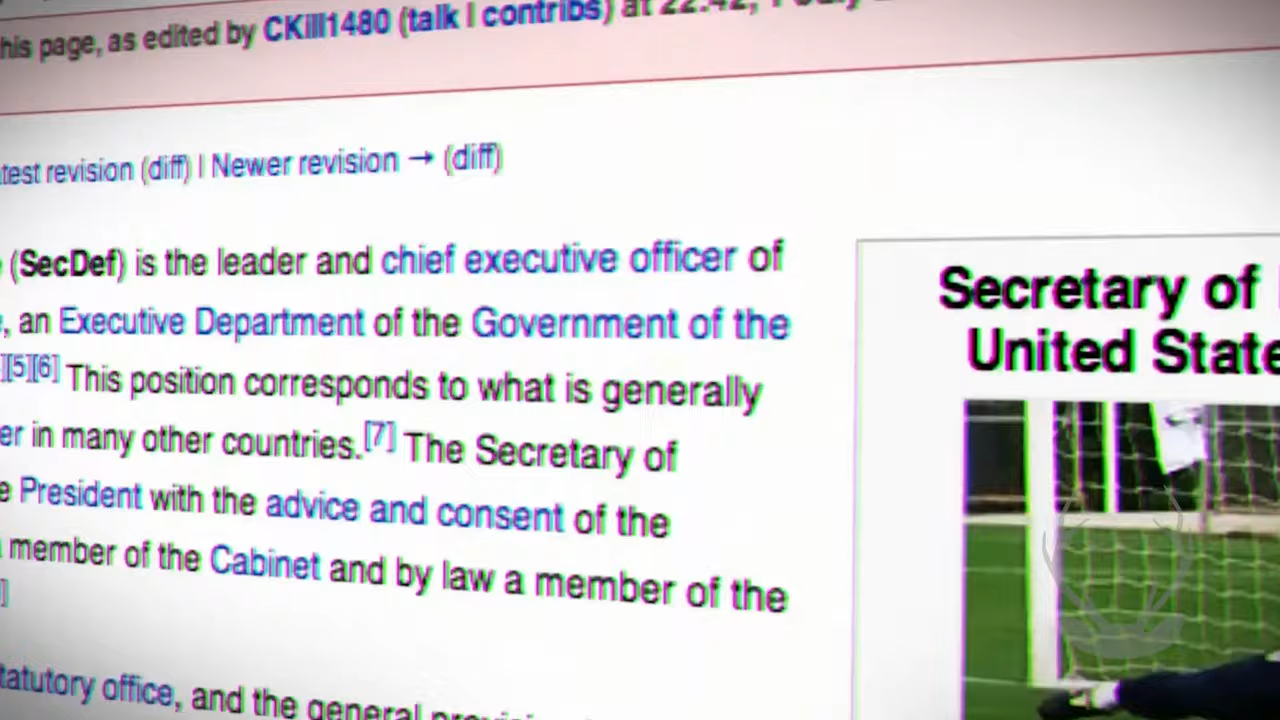 his page, as edited by CKill1480 (talk | contribs) at 22:42,
test revision (diff) | Newer revision → (diff)
(SecDef) is the leader and chief executive officer of
, an Executive Department of the Government of the
][5][6] This position corresponds to what is generally
er in many other countries.[7] The Secretary of
e President with the advice and consent of the
member of the Cabinet and by law a member of the
]
tatutory office, and the general
Secretary of
United State